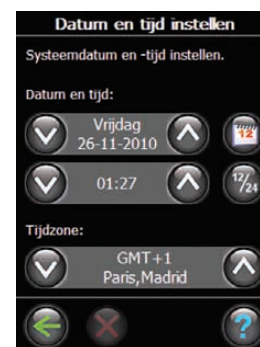 Datum en tijd instellen
Systeemdatum en -tijd instellen.
Datum en tijd:
Vrijdag
26-11-2010
12
01:27
12/24
Tijdzone:
GMT+1
Paris,Madrid
?